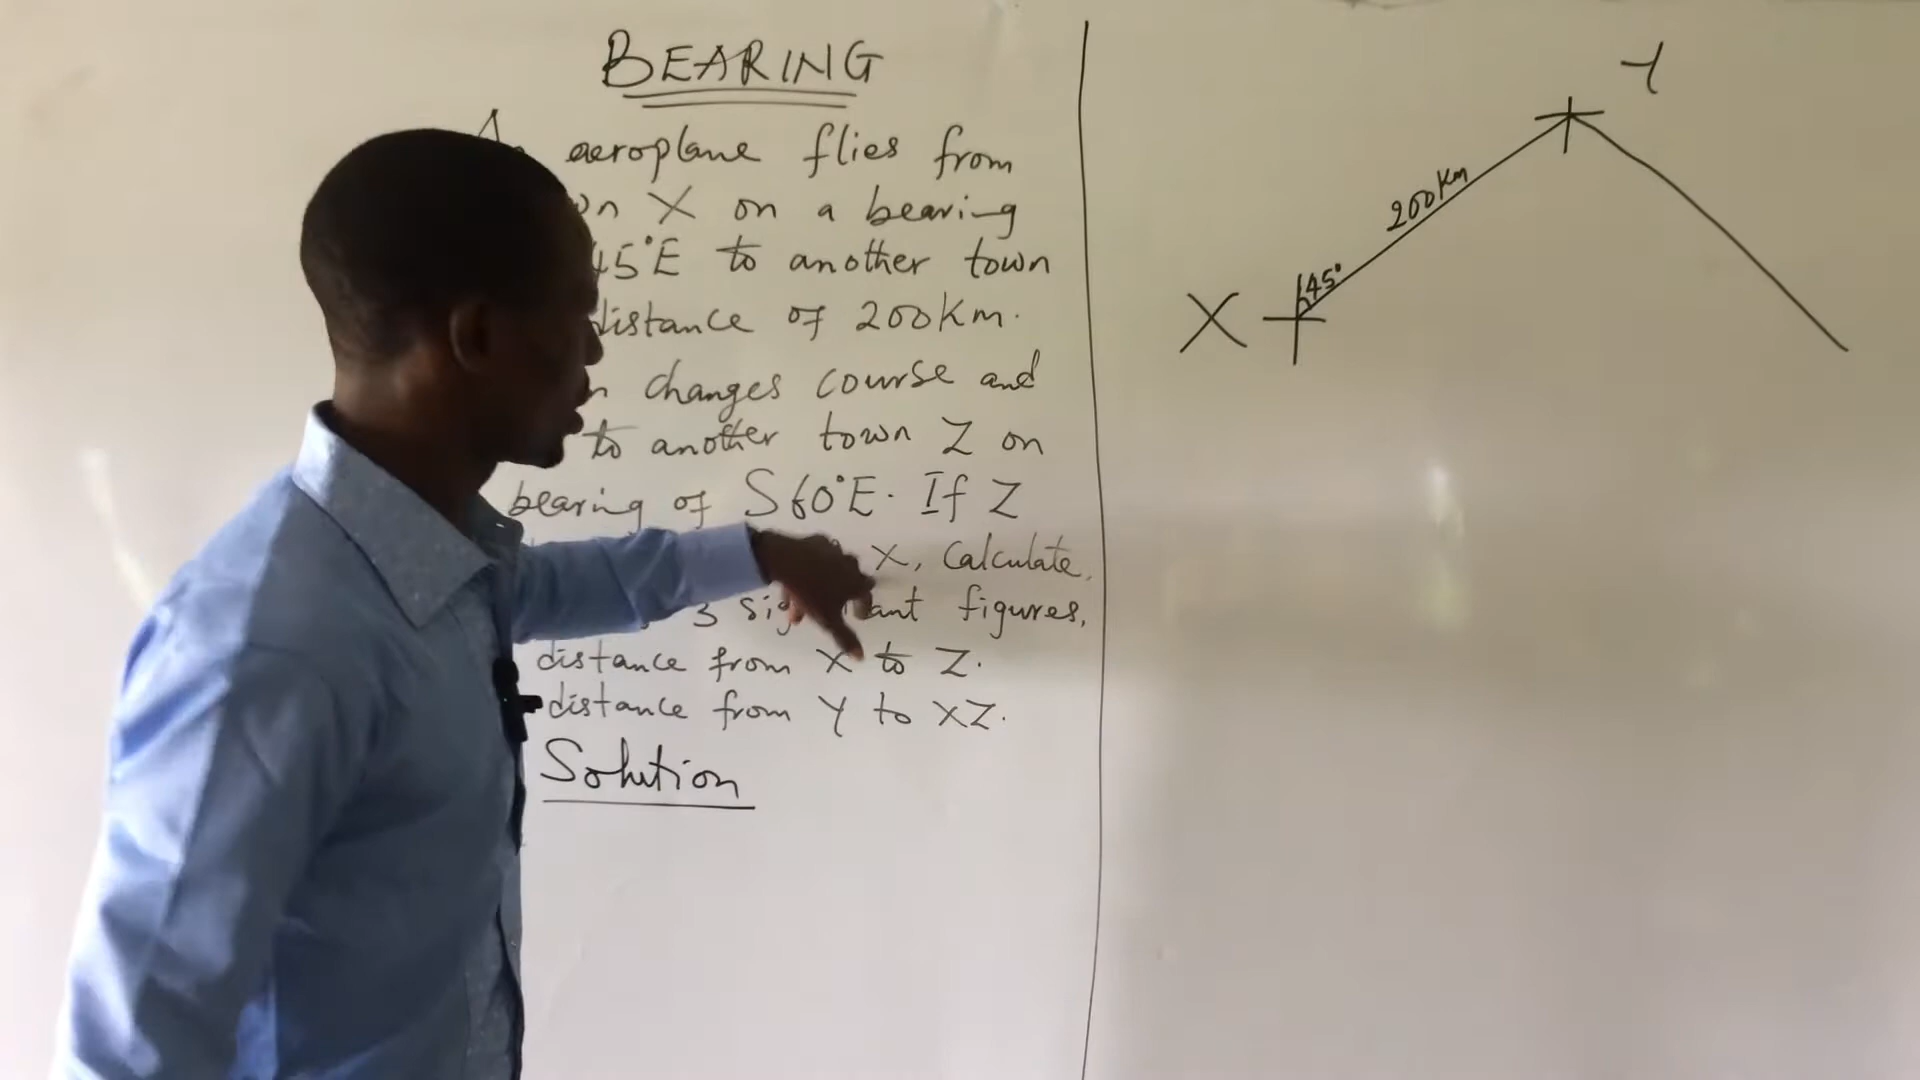 BEARING
aeroplane flies from
X on a bearing
45°E to another town
distance of 200km.
changes course and
to another town Z on
bearing of S60°E. If Z
X, Calculate,
3 figures,
distance from X to Z.
distance from Y to XZ.
Solution
Y
200km
45°
X